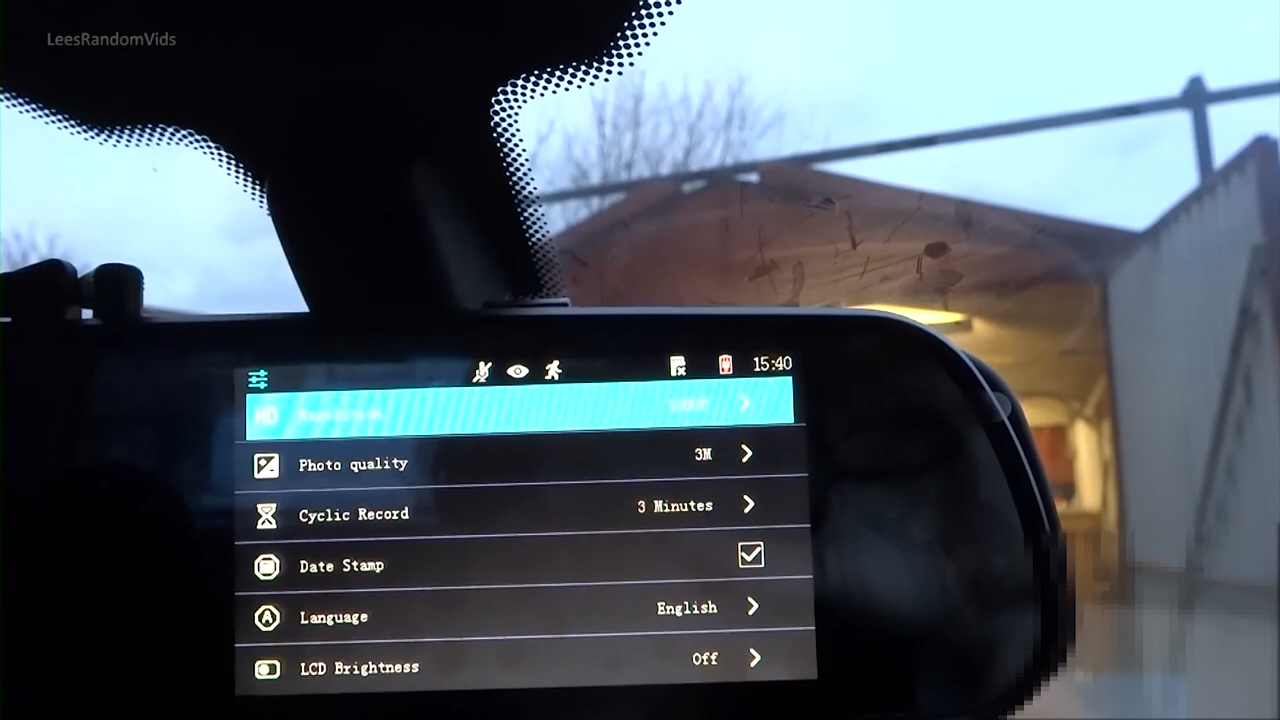 LeesRandomVids
15:40
HD
Photo quality 3M
Cyclic Record 3 Minutes
Date Stamp
Language English
LCD Brightness Off